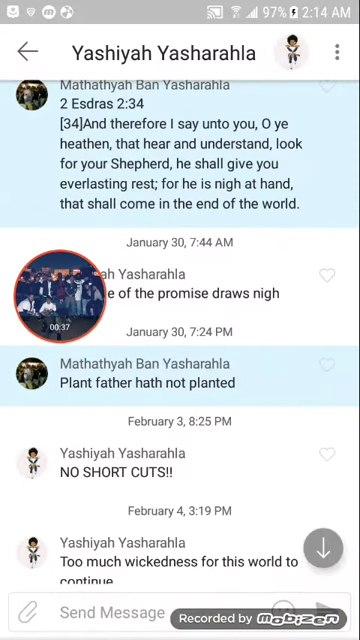 97% 2:14 AM
Yashiyah Yasharahla
Mathathyah Ban Yasharahla
2 Esdras 2:34
[34]And therefore I say unto you, O ye
heathen, that hear and understand, look
for your Shepherd, he shall give you
everlasting rest; for he is nigh at hand,
that shall come in the end of the world.
January 30, 7:44 AM
ah Yasharahla
e of the promise draws nigh
00:37
January 30, 7:24 PM
Mathathyah Ban Yasharahla
Plant father hath not planted
February 3, 8:25 PM
Yashiyah Yasharahla
NO SHORT CUTS!!
February 4, 3:19 PM
Yashiyah Yasharahla
Too much wickedness for this world to
continue
Send Message
Recorded by mobizen